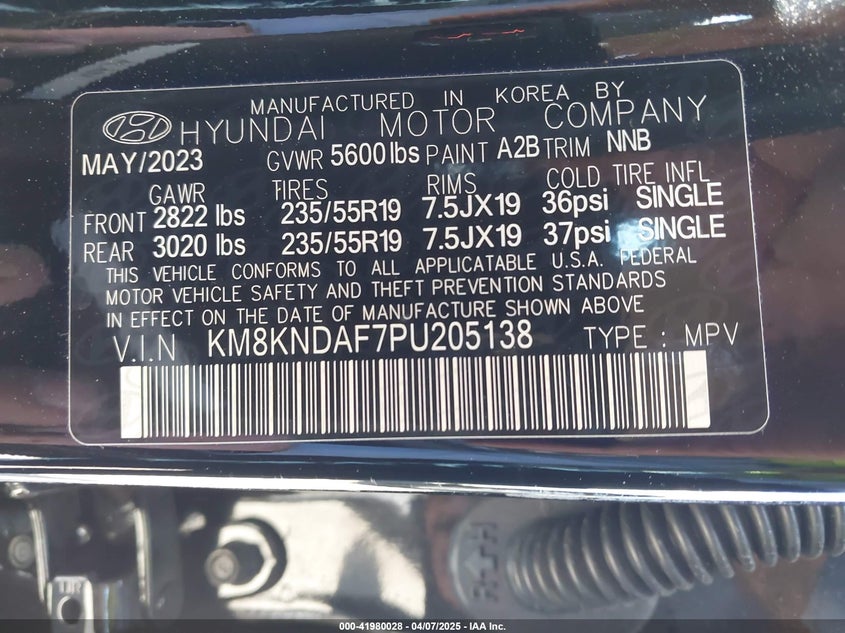 MANUFACTURED IN KOREA BY
HYUNDAI MOTOR COMPANY
MAY/2023 GVWR 5600lbs PAINT A2B TRIM NNB
GAWR TIRES RIMS COLD TIRE INFL
FRONT 2822 lbs 235/55R19 7.5JX19 36psi SINGLE
REAR 3020 lbs 235/55R19 7.5JX19 37psi SINGLE
THIS VEHICLE CONFORMS TO ALL APPLICATABLE U.S.A. FEDERAL
MOTOR VEHICLE SAFETY AND THEFT PREVENTION STANDARDS
IN EFFECT ON THE DATE OF MANUFACTURE SHOWN ABOVE
V.I.N KM8KNDAF7PU205138 TYPE : MPV
000-41980028 - 04/07/2025 - IAA Inc.